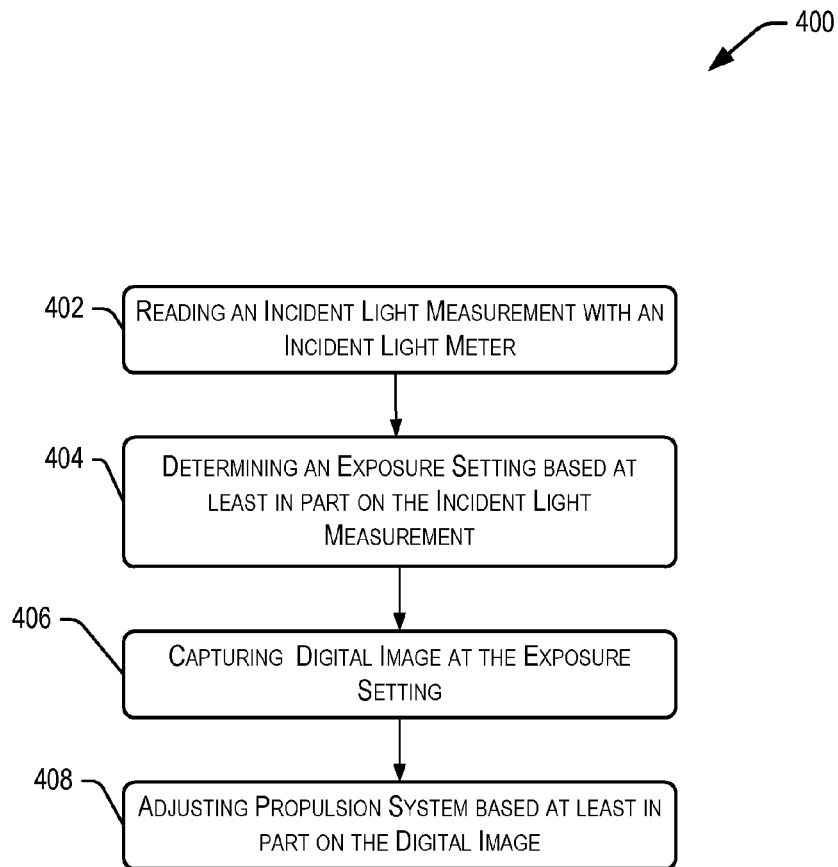 400
402
READING AN INCIDENT LIGHT MEASUREMENT WITH AN
INCIDENT LIGHT METER
404
DETERMINING AN EXPOSURE SETTING BASED AT
LEAST IN PART ON THE INCIDENT LIGHT
MEASUREMENT
406
CAPTURING DIGITAL IMAGE AT THE EXPOSURE
SETTING
408
ADJUSTING PROPULSION SYSTEM BASED AT LEAST IN
PART ON THE DIGITAL IMAGE